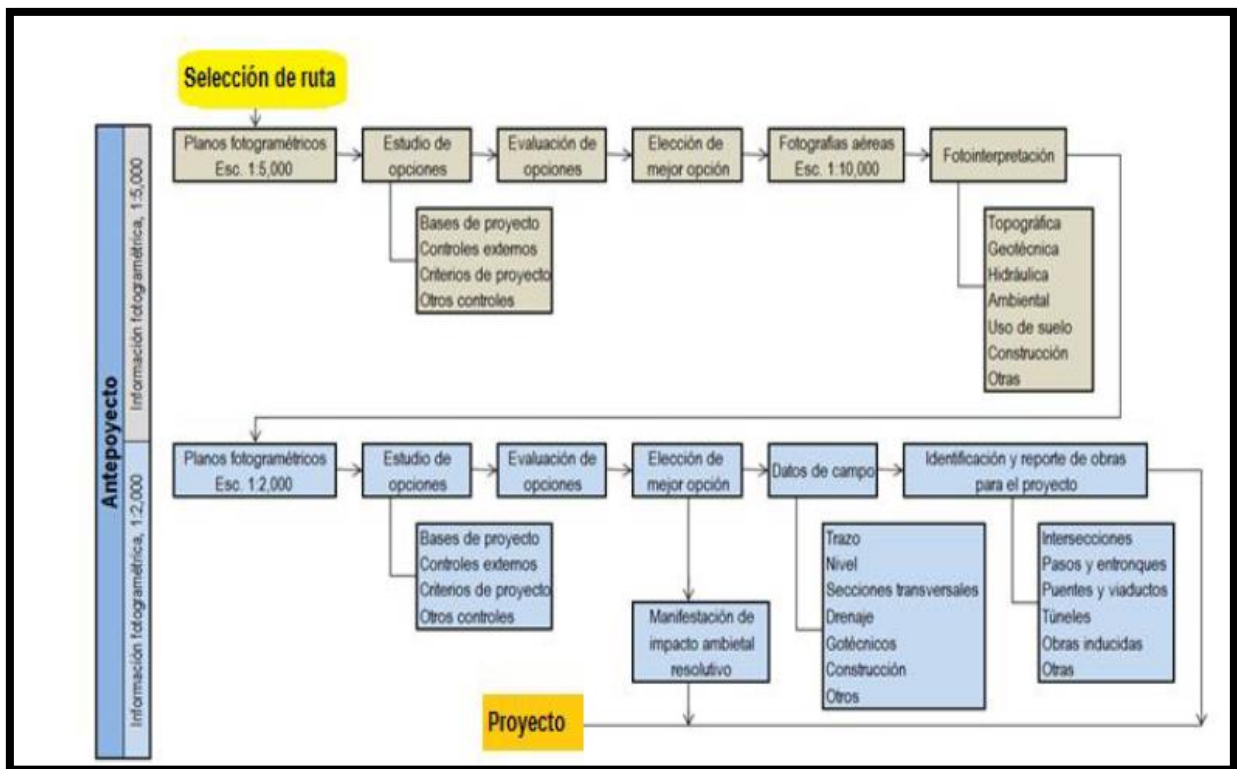 Selección de ruta
Antepoyecto
Información fotogramétrica, 1:5,000
Planos fotogramétricos
Esc. 1:5,000
Estudio de
opciones
Evaluación de
opciones
Elección de
mejor opción
Fotografias aéreas
Esc. 1:10,000
Fotointerpretación
Bases de proyecto
Controles externos
Criterios de proyecto
Otros controles
Topográfica
Geotécnica
Hidráulica
Ambiental
Uso de suelo
Construcción
Otras
Información fotogramétrica, 1:2,000
Planos fotogramétricos
Esc. 1:2,000
Estudio de
opciones
Evaluación de
opciones
Elección de
mejor opción
Datos de campo
Identificación y reporte de obras
para el proyecto
Bases de proyecto
Controles externos
Criterios de proyecto
Otros controles
Manifestación de
impacto ambietal
resolutivo
Trazo
Nivel
Secciones transversales
Drenaje
Gotécnicos
Construcción
Otros
Intersecciones
Pasos y entronques
Puentes y viaductos
Túneles
Obras inducidas
Otras
Proyecto